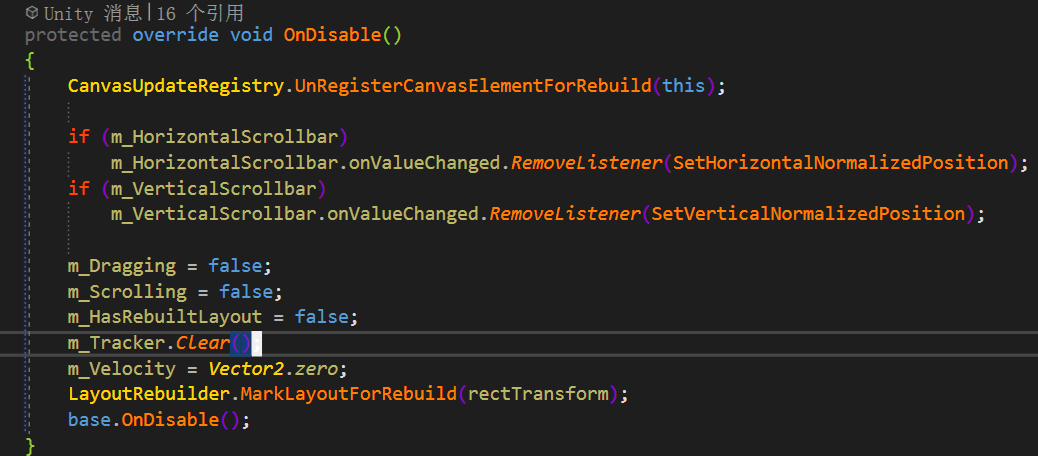 Unity 消息|16 个引用
protected override void OnDisable()
{
CanvasUpdateRegistry.UnRegisterCanvasElementForRebuild(this);
if (m_HorizontalScrollbar)
m_HorizontalScrollbar.onValueChanged.RemoveListener(SetHorizontalNormalizedPosition);
if (m_VerticalScrollbar)
m_VerticalScrollbar.onValueChanged.RemoveListener(SetVerticalNormalizedPosition);
m_Dragging = false;
m_Scrolling = false;
m_HasRebuiltLayout = false;
m_Tracker.Clear();
m_Velocity = Vector2.zero;
LayoutRebuilder.MarkLayoutForRebuild(rectTransform);
base.OnDisable();
}